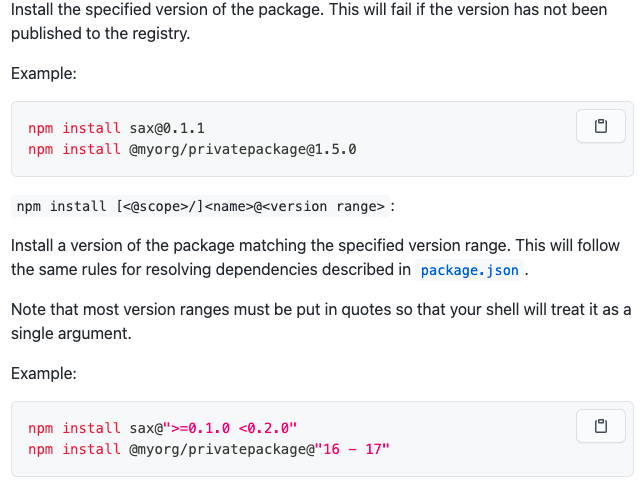 Install the specified version of the package. This will fail if the version has not been
published to the registry.
Example:
npm install sax@0.1.1
npm install @myorg/privatepackage@1.5.0
npm install [<@scope>/]<name>@<version range>:
Install a version of the package matching the specified version range. This will follow
the same rules for resolving dependencies described in package.json.
Note that most version ranges must be put in quotes so that your shell will treat it as a
single argument.
Example:
npm install sax@">=0.1.0 <0.2.0"
npm install @myorg/privatepackage@"16 - 17"